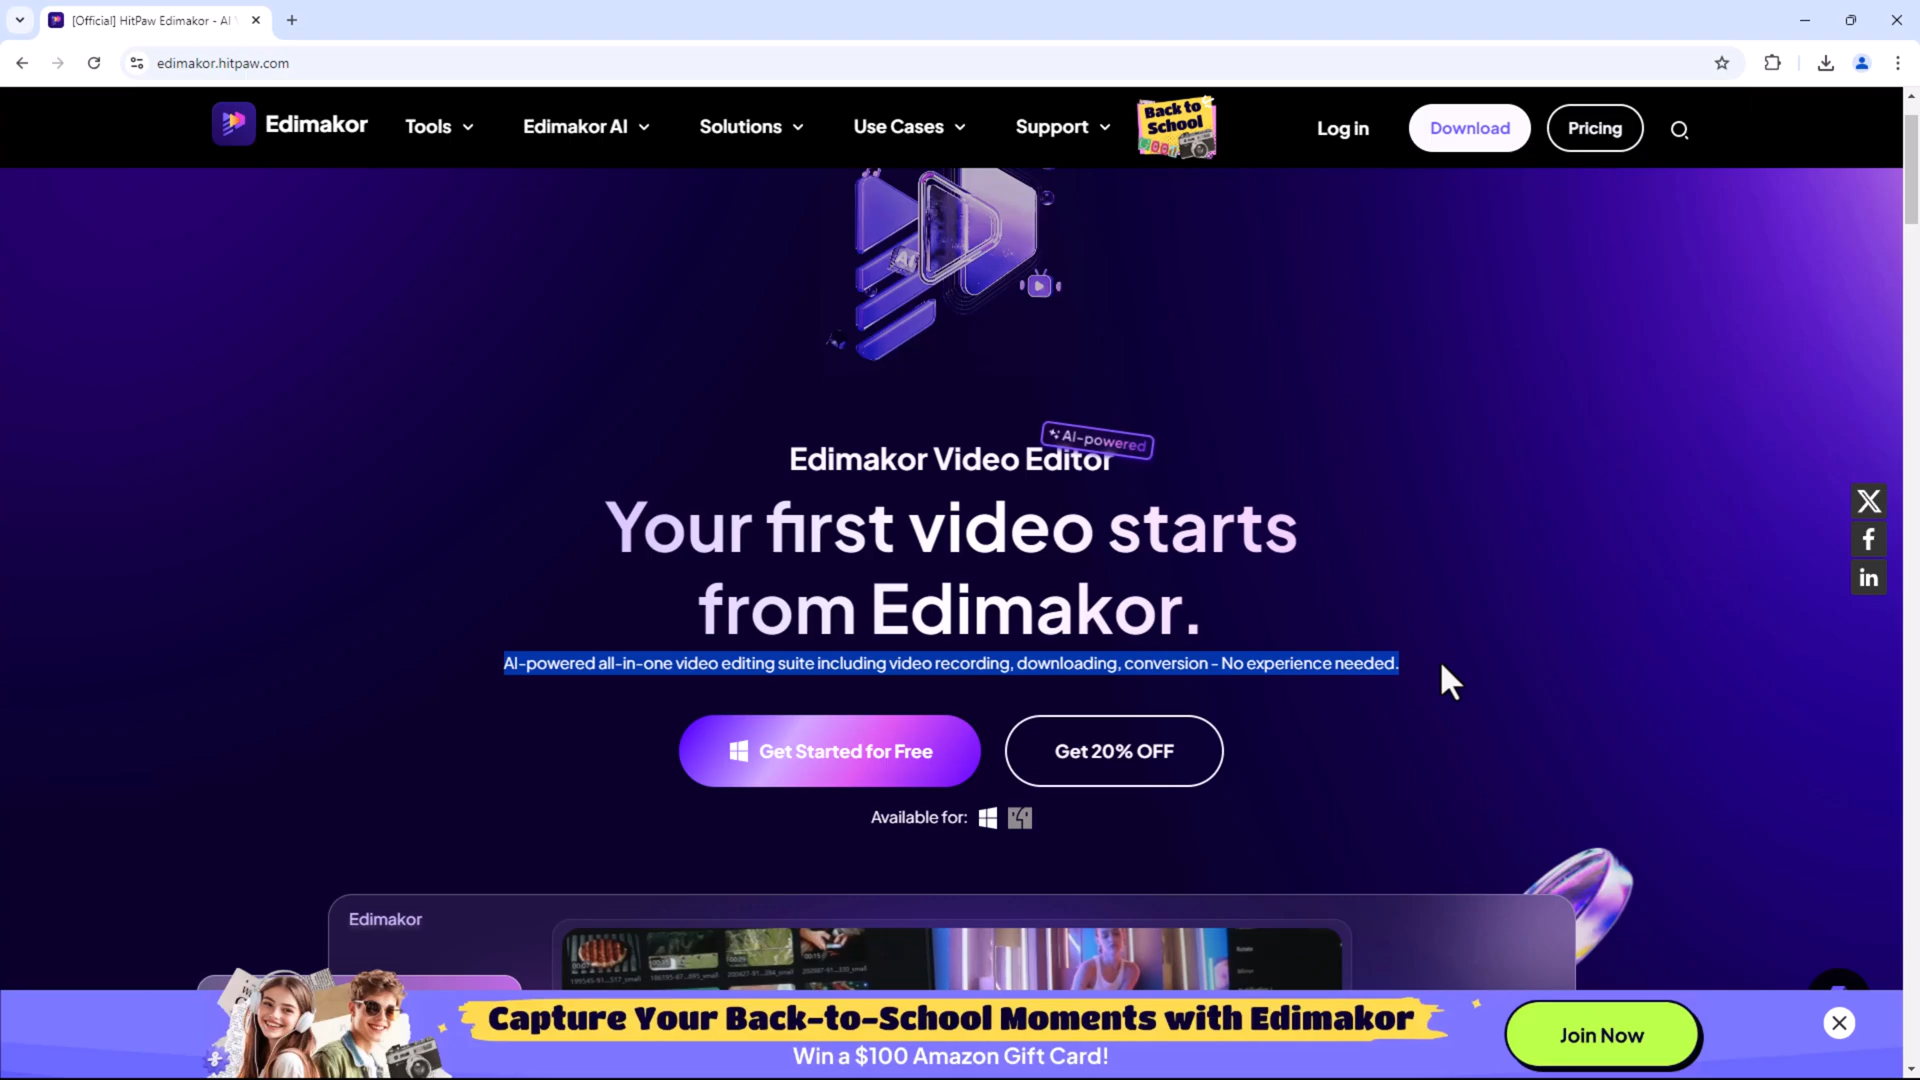 [Official] HitPaw Edimakor - AI
edimakor.hitpaw.com
Edimakor
Tools
Edimakor AI
Solutions
Use Cases
Support
Back to
School
Log in
Download
Pricing
AI
AI-powered
Edimakor Video Editor
Your first video starts
from Edimakor.
AI-powered all-in-one video editing suite including video recording, downloading, conversion - No experience needed.
Get Started for Free
Get 20% OFF
Available for:
X
f
in
Edimakor
Capture Your Back-to-School Moments with Edimakor
Win a $100 Amazon Gift Card!
Join Now